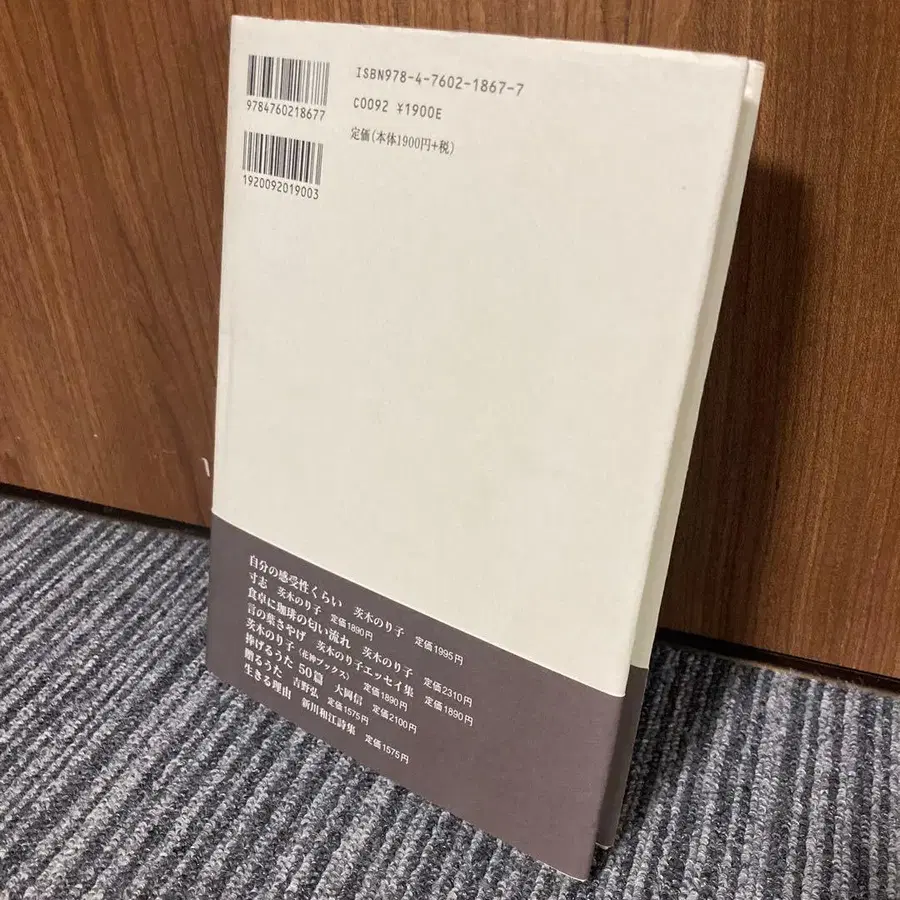 ISBN978-4-7602-1867-7
9784760218677
C0092 ¥1900E
定価(本体1900円+税)
1920092019003
自分の感受性くらい 茨木のり子 定価1995円
寸志 茨木のり子 定価1890円
食卓に珈琲の匂い流れ 茨木のり子 定価2310円
言の葉さやげ 茨木のり子エッセイ集 定価1890円
茨木のり子〈花神ブックス〉 定価1890円
捧げるうた 50篇 大岡信 定価2100円
贈るうた 吉野弘 定価1575円
生きる理由 新川和江詩集 定価1575円